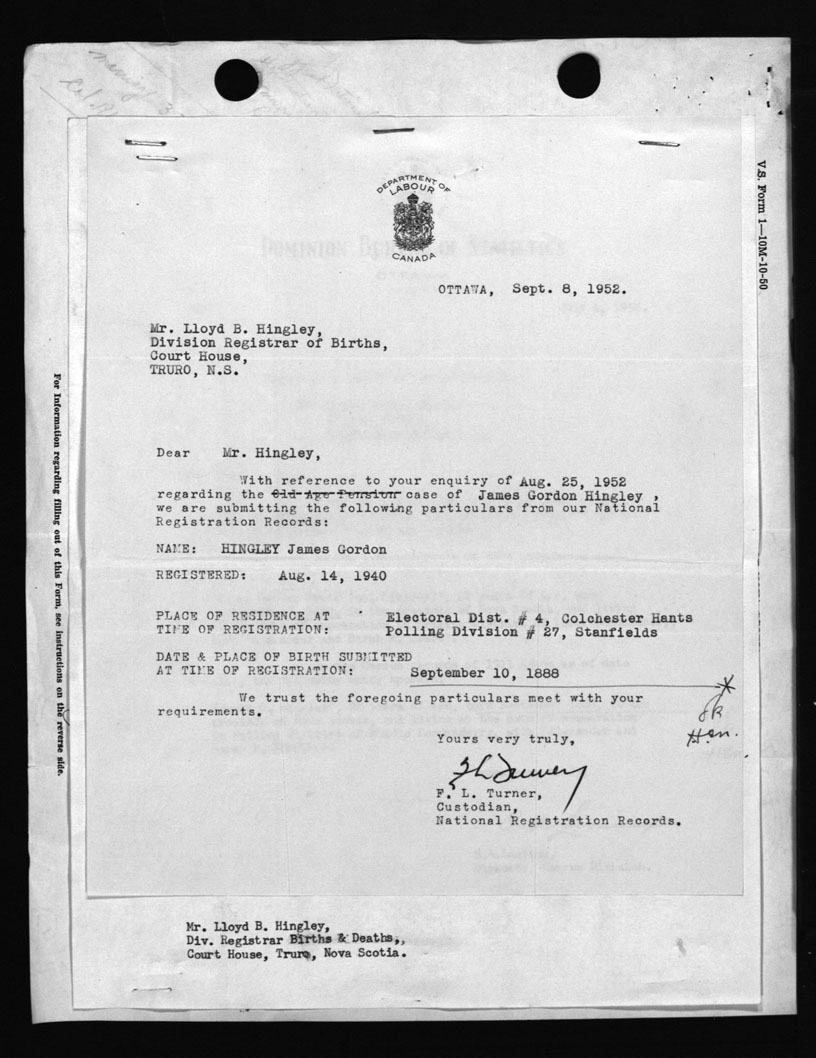 DEPARTMENT OF
LABOUR
CANADA
OTTAWA, Sept. 8, 1952.
Mr. Lloyd B. Hingley,
Division Registrar of Births,
Court House,
TRURO, N.S.
Dear Mr. Hingley,
With reference to your enquiry of Aug. 25, 1952
regarding the Old Age Pension case of James Gordon Hingley ,
we are submitting the following particulars from our National
Registration Records:
NAME: HINGLEY James Gordon
REGISTERED: Aug. 14, 1940
PLACE OF RESIDENCE AT Electoral Dist. # 4, Colchester Hants
TIME OF REGISTRATION: Polling Division # 27, Stanfields
DATE & PLACE OF BIRTH SUBMITTED
AT TIME OF REGISTRATION: September 10, 1888
We trust the foregoing particulars meet with your
requirements.
Yours very truly,
F. L. Turner,
Custodian,
National Registration Records.
Mr. Lloyd B. Hingley,
Div. Registrar Births & Deaths,,
Court House, Truro, Nova Scotia.
V.S. Form 1—10M-10-50
For Information regarding filling out of this Form, see instructions on the reverse side.
DOMINION BUREAU OF STATISTICS